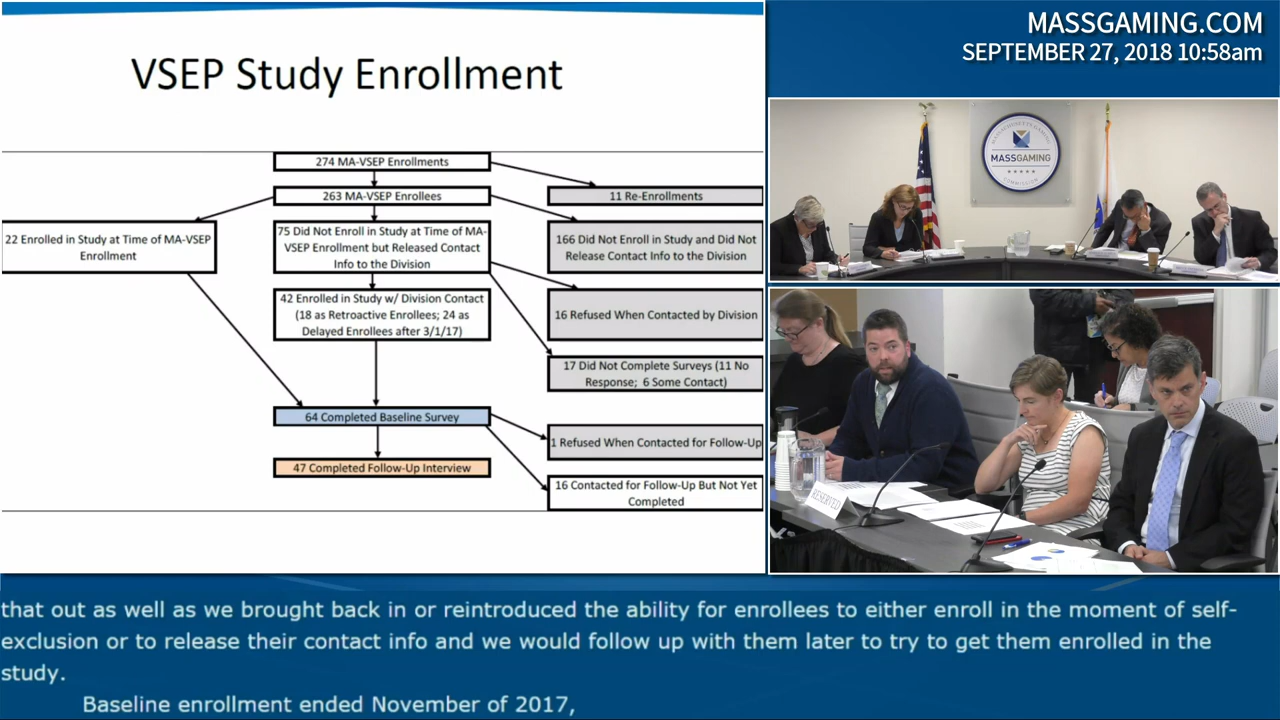 MASSGAMING.COM
SEPTEMBER 27, 2018 10:58am
VSEP Study Enrollment
274 MA-VSEP Enrollments
263 MA-VSEP Enrollees
11 Re-Enrollments
22 Enrolled in Study at Time of MA-VSEP
Enrollment
75 Did Not Enroll in Study at Time of MA-
VSEP Enrollment but Released Contact
Info to the Division
166 Did Not Enroll in Study and Did Not
Release Contact Info to the Division
42 Enrolled in Study w/ Division Contact
(18 as Retroactive Enrollees; 24 as
Delayed Enrollees after 3/1/17)
16 Refused When Contacted by Division
17 Did Not Complete Surveys (11 No
Response; 6 Some Contact)
64 Completed Baseline Survey
1 Refused When Contacted for Follow-Up
47 Completed Follow-Up Interview
16 Contacted for Follow-Up But Not Yet
Completed
MASSGAMING
RESERVED
that out as well as we brought back in or reintroduced the ability for enrollees to either enroll in the moment of self-
exclusion or to release their contact info and we would follow up with them later to try to get them enrolled in the
study.
Baseline enrollment ended November of 2017,